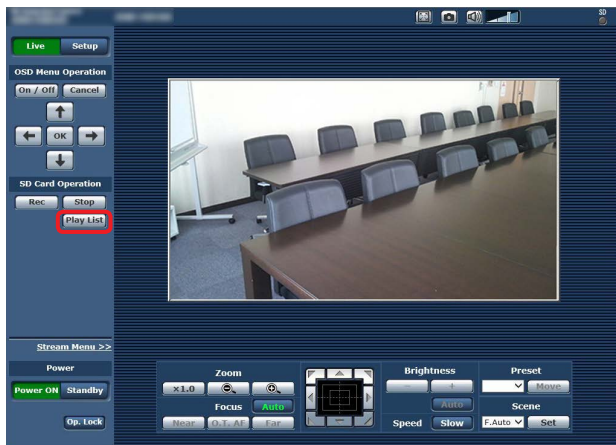 SD
Live Setup
OSD Menu Operation
On / Off Cancel
OK
SD Card Operation
Rec Stop
Play List
Stream Menu >>
Power
Power ON Standby
Op. Lock
Zoom
×1.0
Focus Auto
Near O.T. AF Far
Brightness
− +
Auto
Speed Slow
Preset
Move
Scene
F.Auto Set